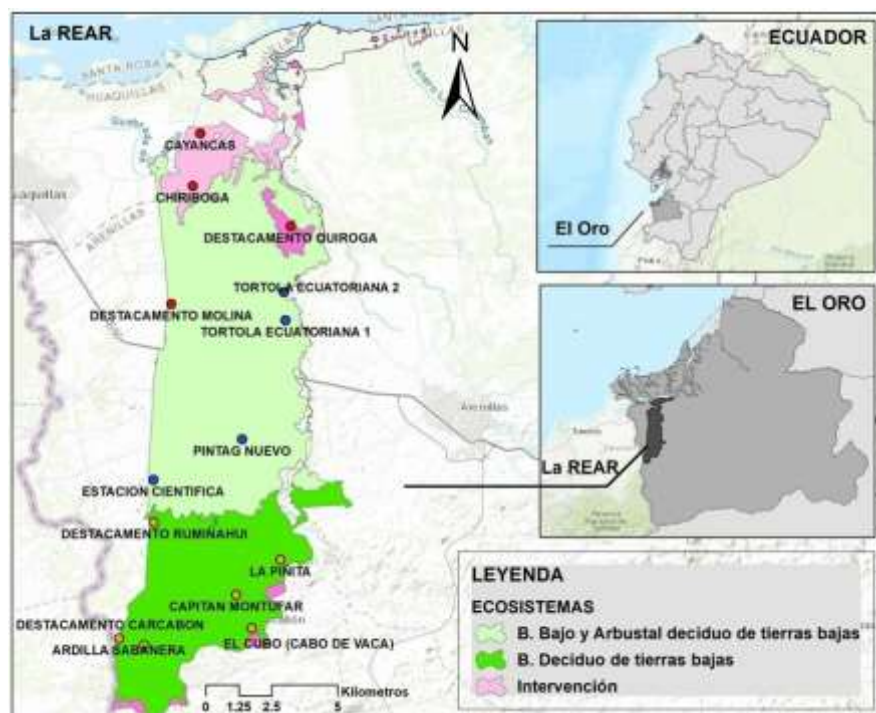 La REAR
N
SANTA ROSA
HUAQUILLAS
CAYANCAS
CHIRIBOGA
ARENILLAS
DESTACAMENTO QUIROGA
TORTOLA ECUATORIANA 2
DESTACAMENTO MOLINA
TORTOLA ECUATORIANA 1
Arenillas
PINTAG NUEVO
ESTACION CIENTIFICA
DESTACAMENTO RUMIÑAHUI
LA PIÑITA
CAPITAN MONTUFAR
DESTACAMENTO CARCABON
ARDILLA SABANERA
EL CUBO (CABO DE VACA)
Kilometros
0 1.25 2.5 5
ECUADOR
El Oro
EL ORO
La REAR
LEYENDA
ECOSISTEMAS
B. Bajo y Arbustal deciduo de tierras bajas
B. Deciduo de tierras bajas
Intervención